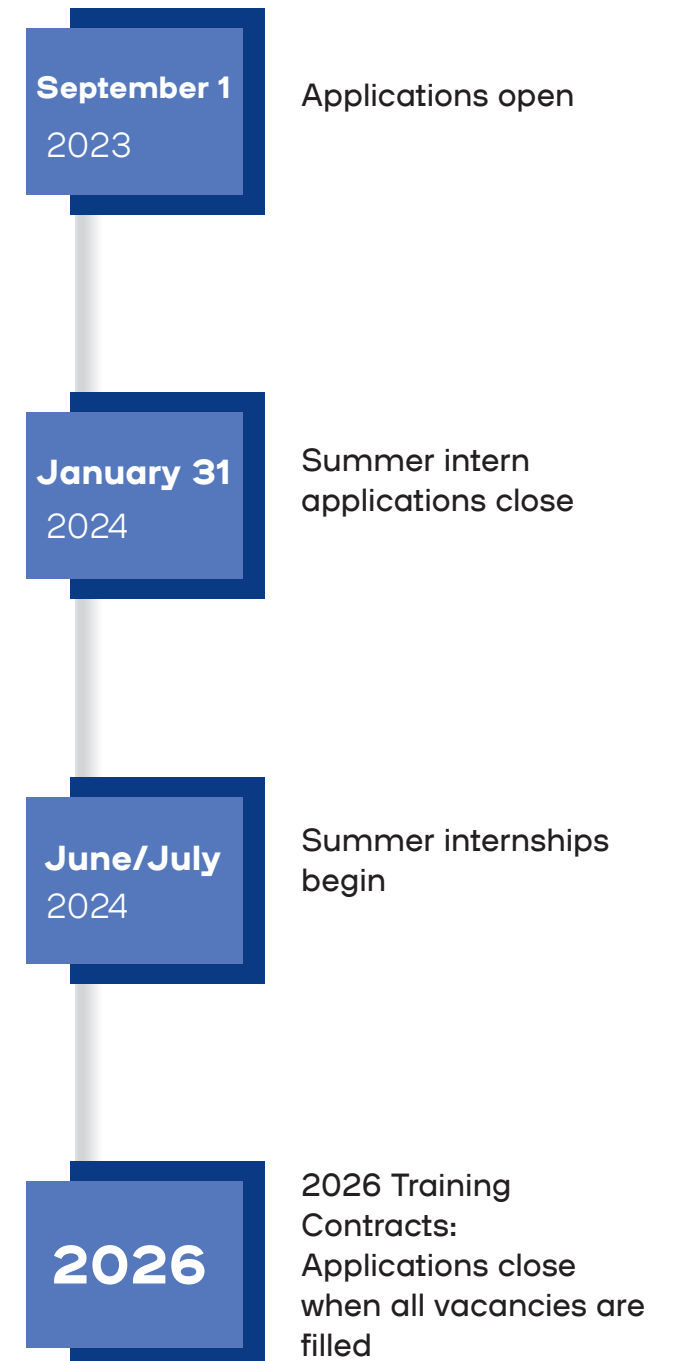 September 1
2023
Applications open
January 31
2024
Summer intern
applications close
June/July
2024
Summer internships
begin
2026
2026 Training
Contracts:
Applications close
when all vacancies are
filled